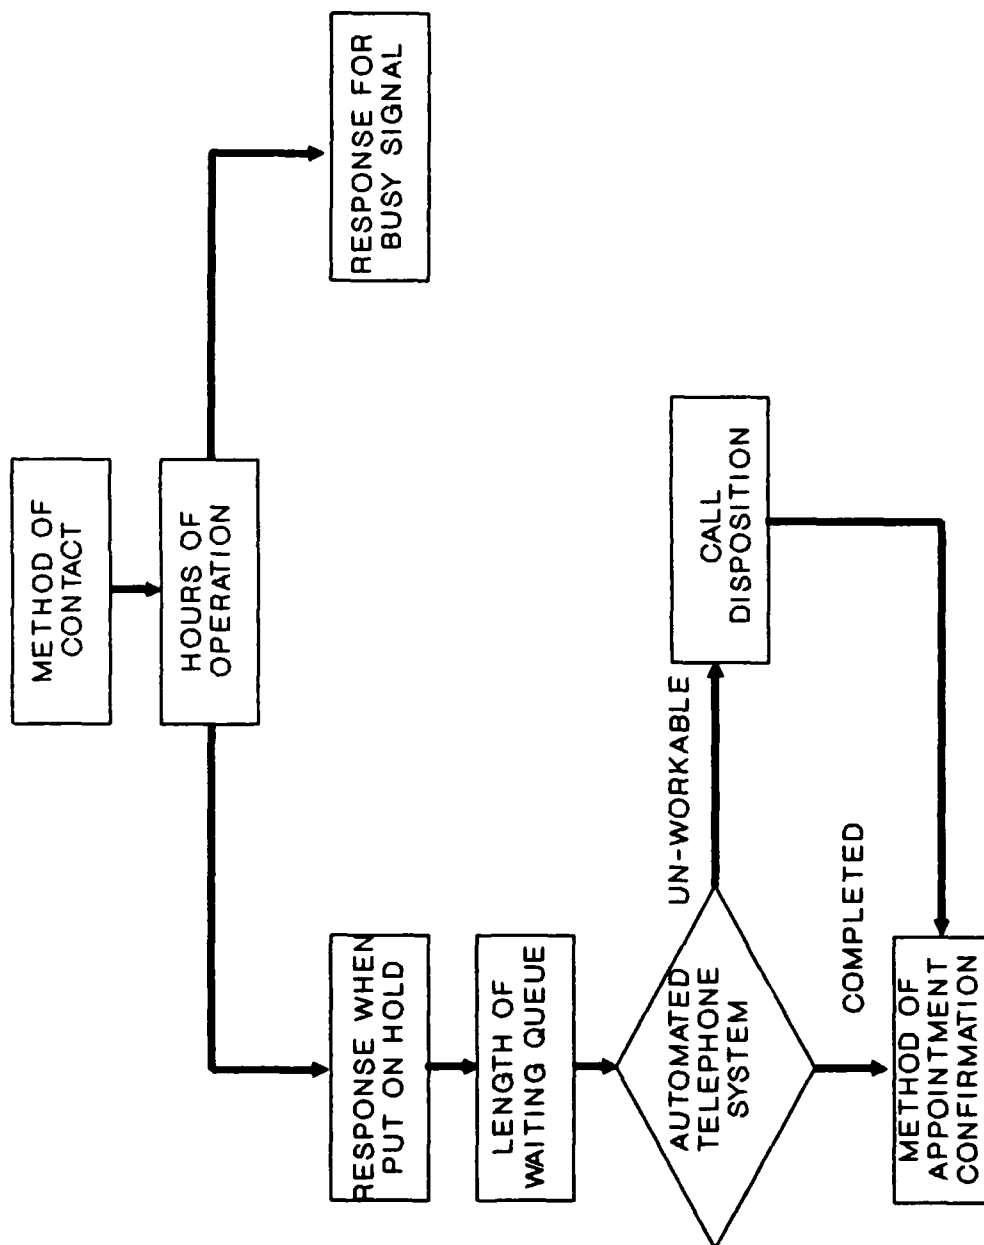 METHOD OF
CONTACT
HOURS OF
OPERATION
RESPONSE WHEN
PUT ON HOLD
RESPONSE FOR
BUSY SIGNAL
LENGTH OF
WAITING QUEUE
AUTOMATED
TELEPHONE
SYSTEM
UN-WORKABLE
CALL
DISPOSITION
COMPLETED
METHOD OF
APPOINTMENT
CONFIRMATION